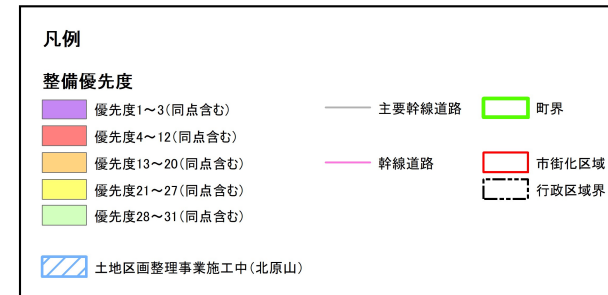 凡例
整備優先度
優先度1～3(同点含む)
優先度4～12(同点含む)
優先度13～20(同点含む)
優先度21～27(同点含む)
優先度28～31(同点含む)
土地区画整理事業施工中(北原山)
主要幹線道路
幹線道路
町界
市街化区域
行政区域界